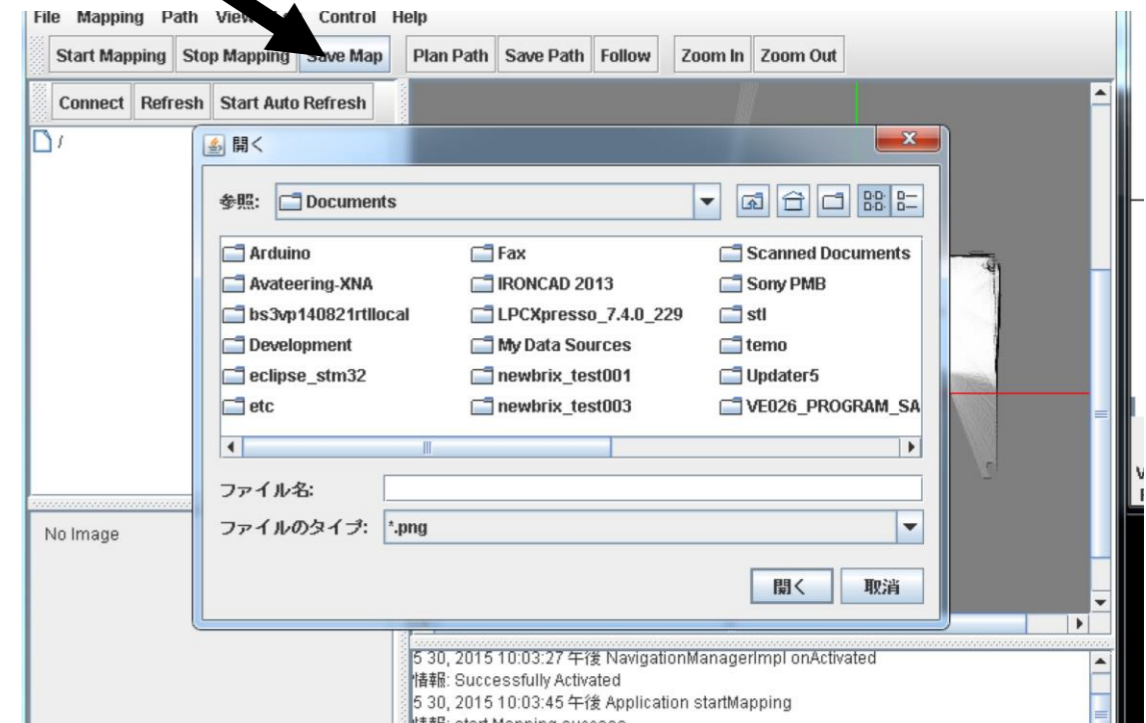 File Mapping Path View Control Help
Start Mapping Stop Mapping Save Map Plan Path Save Path Follow Zoom In Zoom Out
Connect Refresh Start Auto Refresh
/
開く
参照: Documents
Arduino Fax Scanned Documents
Avateering-XNA IRONCAD 2013 Sony PMB
bs3vp140821rtllocal LPCXpresso_7.4.0_229 stl
Development My Data Sources temo
eclipse_stm32 newbrix_test001 Updater5
etc newbrix_test003 VE026_PROGRAM_SA
ファイル名:
ファイルのタイプ: *.png
No Image
開く 取消
5 30, 2015 10:03:27 午後 NavigationManagerImpl onActivated
情報: Successfully Activated
5 30, 2015 10:03:45 午後 Application startMapping
情報: start Mapping success